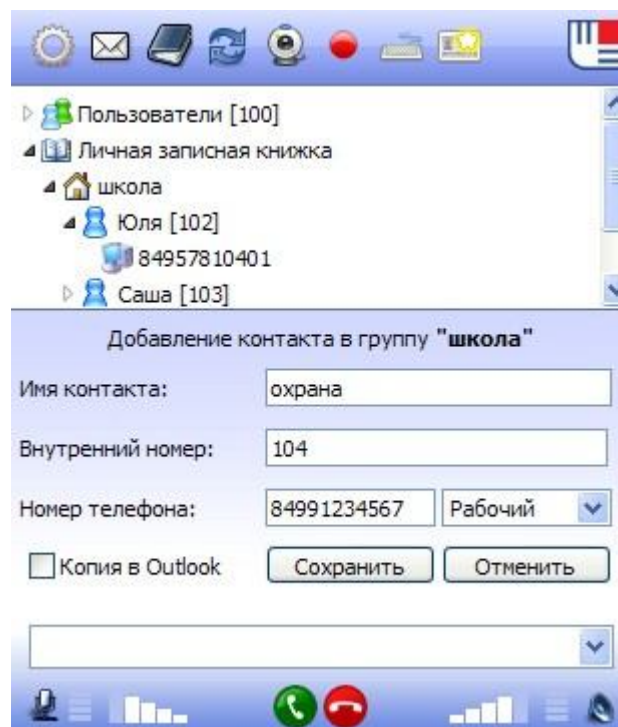 Пользователи [100]
Личная записная книжка
школа
Юля [102]
84957810401
Саша [103]
Добавление контакта в группу "школа"
Имя контакта: охрана
Внутренний номер: 104
Номер телефона: 84991234567 Рабочий
Копия в Outlook Сохранить Отменить